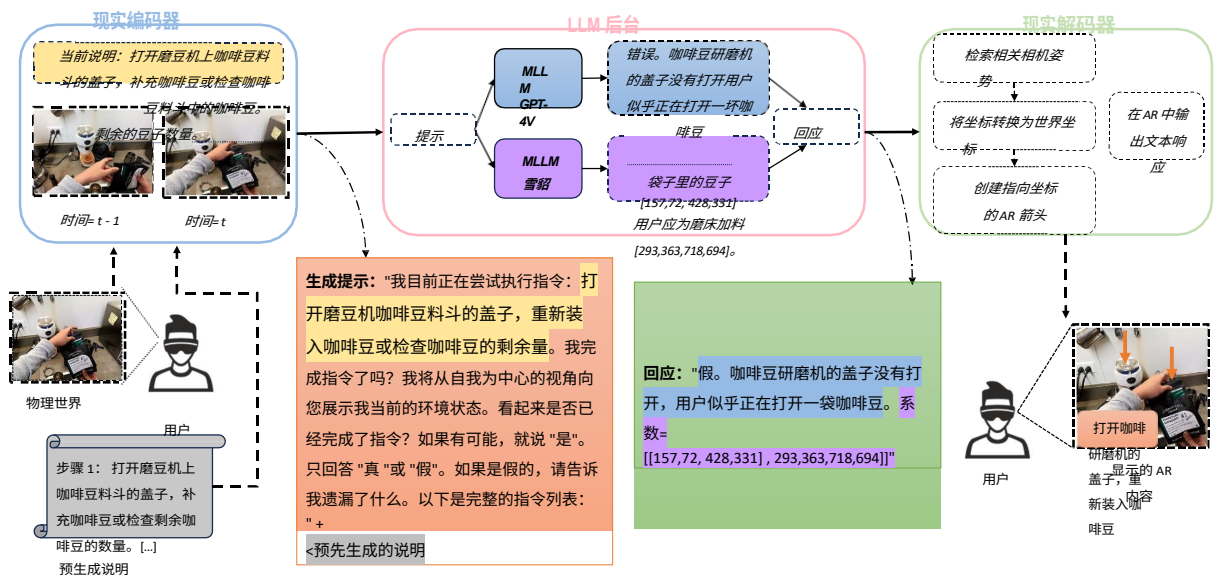 现实编码器
当前说明：打开磨豆机上咖啡豆料
斗的盖子，补充咖啡豆或检查咖啡
豆料斗中的咖啡豆。
剩余的豆子数量。
时间= t - 1
时间= t
物理世界
用户
步骤 1： 打开磨豆机上
咖啡豆料斗的盖子，补
充咖啡豆或检查剩余咖
啡豆的数量。[...]
预生成说明
LLM 后台
提示
MLL
M
GPT-
4V
MLLM
雪貂
错误。咖啡豆研磨机
的盖子没有打开用户
似乎正在打开一坏咖
啡豆
袋子里的豆子
[157,72, 428,331]
用户应为磨床加料
[293,363,718,694]。
回应
生成提示："我目前正在尝试执行指令：打
开磨豆机咖啡豆料斗的盖子，重新装
入咖啡豆或检查咖啡豆的剩余量。我完
成指令了吗？我将从自我为中心的视角向
您展示我当前的环境状态。看起来是否已
经完成了指令？如果有可能，就说 "是"。
只回答 "真 "或 "假"。如果是假的，请告诉
我遗漏了什么。以下是完整的指令列表：
" +
<预先生成的说明
回应："假。咖啡豆研磨机的盖子没有打
开，用户似乎正在打开一袋咖啡豆。系
数=
[[157,72, 428,331] , 293,363,718,694]]"
现实解码器
检索相关相机姿
势
将坐标转换为世界坐
标
创建指向坐标
的 AR 箭头
在 AR 中输
出文本响
应
用户
打开咖啡
研磨机的
盖子，重
新装入咖
啡豆
显示的 AR
内容